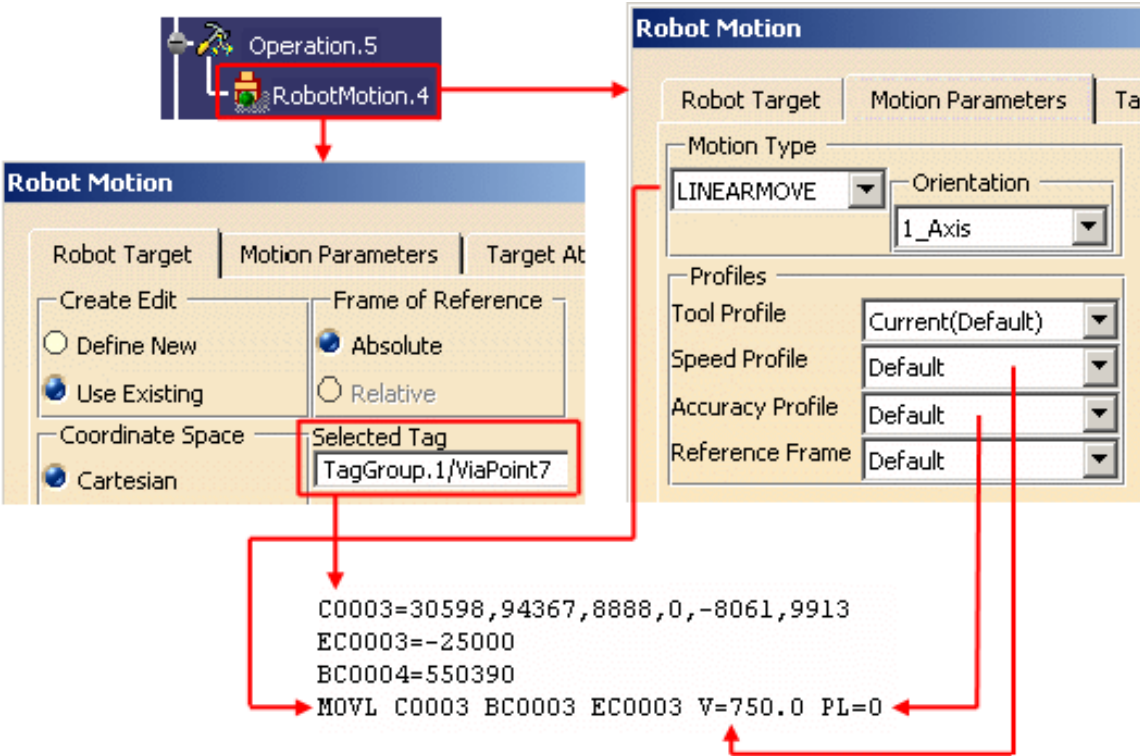 Operation.5
RobotMotion.4
Robot Motion
Robot Target
Motion Parameters
Ta
Motion Type
LINEARMOVE
Orientation
1_Axis
Profiles
Tool Profile
Current(Default)
Speed Profile
Default
Accuracy Profile
Default
Reference Frame
Default
Robot Motion
Robot Target
Motion Parameters
Target At
Create Edit
Define New
Use Existing
Frame of Reference
Absolute
Relative
Coordinate Space
Cartesian
Selected Tag
TagGroup.1/ViaPoint7
C0003=30598,94367,8888,0,-8061,9913
EC0003=-25000
BC0004=550390
MOVL C0003 BC0003 EC0003 V=750.0 PL=0